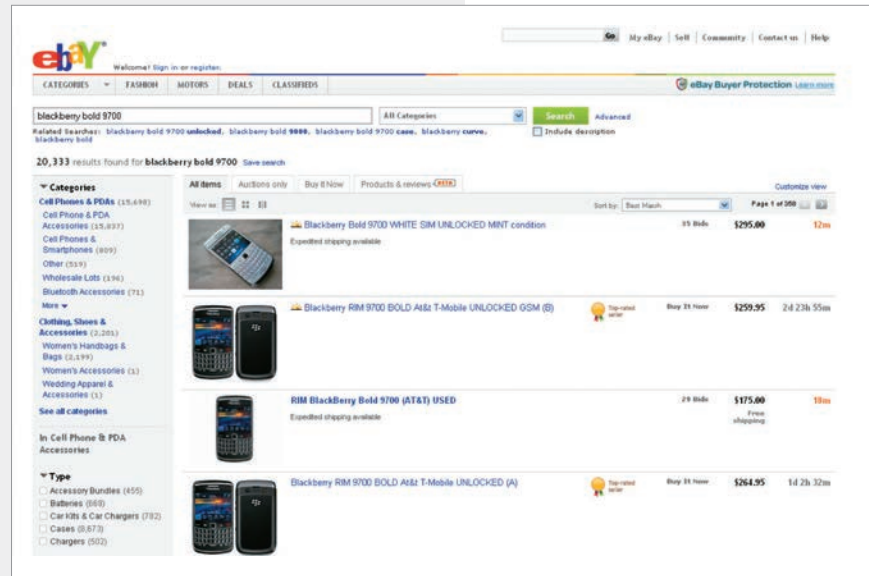 Go My eBay | Sell | Community | Contact us | Help
ebaY
Welcome! Sign in or register.
CATEGORIES FASHION MOTORS DEALS CLASSIFIEDS eBay Buyer Protection Learn more
blackberry bold 9700 All Categories Search Advanced
Related Searches: blackberry bold 9700 unlocked, blackberry bold 9000, blackberry bold 9700 case, blackberry curve, Include description
blackberry bold
20,333 results found for blackberry bold 9700 Save search
Categories
Cell Phones & PDAs (15,698)
Cell Phone & PDA
Accessories (15,037)
Cell Phones &
Smartphones (609)
Other (519)
Wholesale Lots (196)
Bluetooth Accessories (71)
More
Clothing, Shoes &
Accessories (2,201)
Women's Handbags &
Bags (2,199)
Women's Accessories (1)
Wedding Apparel &
Accessories (1)
See all categories
In Cell Phone & PDA
Accessories
Type
Accessory Bundles (455)
Batteries (868)
Car Kits & Car Chargers (782)
Cases (8,673)
Chargers (502)
All items Auctions only Buy It Now Products & reviews BETA Customize view
View as: Sort by: Best Match Page 1 of 350
Blackberry Bold 9700 WHITE SIM UNLOCKED MINT condition 35 Bids $295.00 12m
Expedited shipping available
Blackberry RIM 9700 BOLD At&t T-Mobile UNLOCKED GSM (B) Top-rated seller Buy It Now $259.95 2d 23h 55m
RIM BlackBerry Bold 9700 (AT&T) USED 29 Bids $175.00 18m
Expedited shipping available Free shipping
Blackberry RIM 9700 BOLD At&t T-Mobile UNLOCKED (A) Top-rated seller Buy It Now $264.95 1d 2h 32m